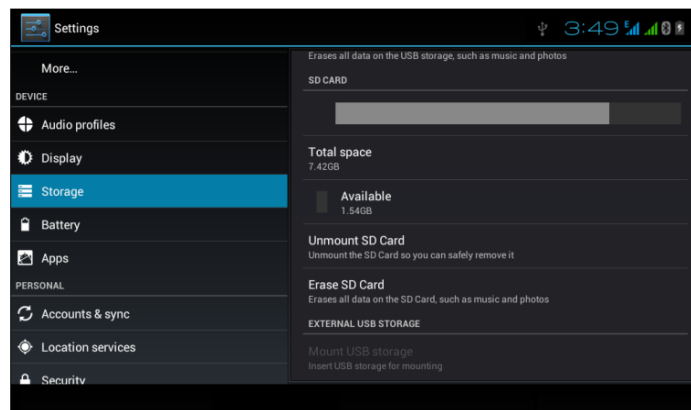 Settings
3:49
E
More...
DEVICE
Audio profiles
Display
Storage
Battery
Apps
PERSONAL
Accounts & sync
Location services
Security
Erases all data on the USB storage, such as music and photos
SD CARD
Total space
7.42GB
Available
1.54GB
Unmount SD Card
Unmount the SD Card so you can safely remove it
Erase SD Card
Erases all data on the SD Card, such as music and photos
EXTERNAL USB STORAGE
Mount USB storage
Insert USB storage for mounting